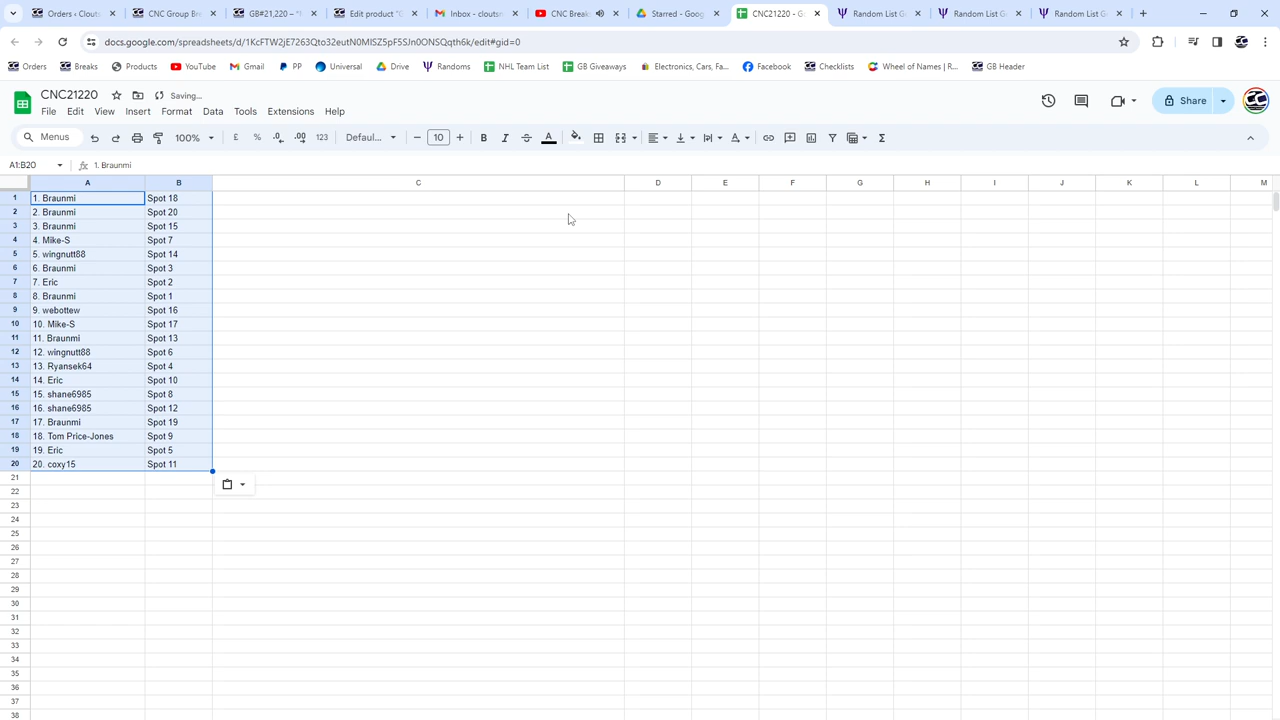 Orders ‹ Clouts
CNC Group Bre
GB#21,220 – "
Edit product "G
Inbox - cloutsn
CNC Break
Starred - Goog
CNC21220 - G
Random List G
Random List G
Random List G
docs.google.com/spreadsheets/d/1KcFTW2jE7263Qto32eutN0MISZ5pF5SJn0ONSQqth6k/edit#gid=0
Orders
Breaks
Products
YouTube
Gmail
PP
Universal
Drive
Randoms
NHL Team List
GB Giveaways
Electronics, Cars, Fa...
Facebook
Checklists
Wheel of Names | R...
GB Header
CNC21220
Saving...
File Edit View Insert Format Data Tools Extensions Help
Share
Menus
100%
£ % .0 .00 123
Defaul...
10
B I A
A1:B20
fx 1. Braunmi
A B C D E F G H I J K L M
1 1. Braunmi Spot 18
2 2. Braunmi Spot 20
3 3. Braunmi Spot 15
4 4. Mike-S Spot 7
5 5. wingnutt88 Spot 14
6 6. Braunmi Spot 3
7 7. Eric Spot 2
8 8. Braunmi Spot 1
9 9. webottew Spot 16
10 10. Mike-S Spot 17
11 11. Braunmi Spot 13
12 12. wingnutt88 Spot 6
13 13. Ryansek64 Spot 4
14 14. Eric Spot 10
15 15. shane6985 Spot 8
16 16. shane6985 Spot 12
17 17. Braunmi Spot 19
18 18. Tom Price-Jones Spot 9
19 19. Eric Spot 5
20 20. coxy15 Spot 11
21
22
23
24
25
26
27
28
29
30
31
32
33
34
35
36
37
38